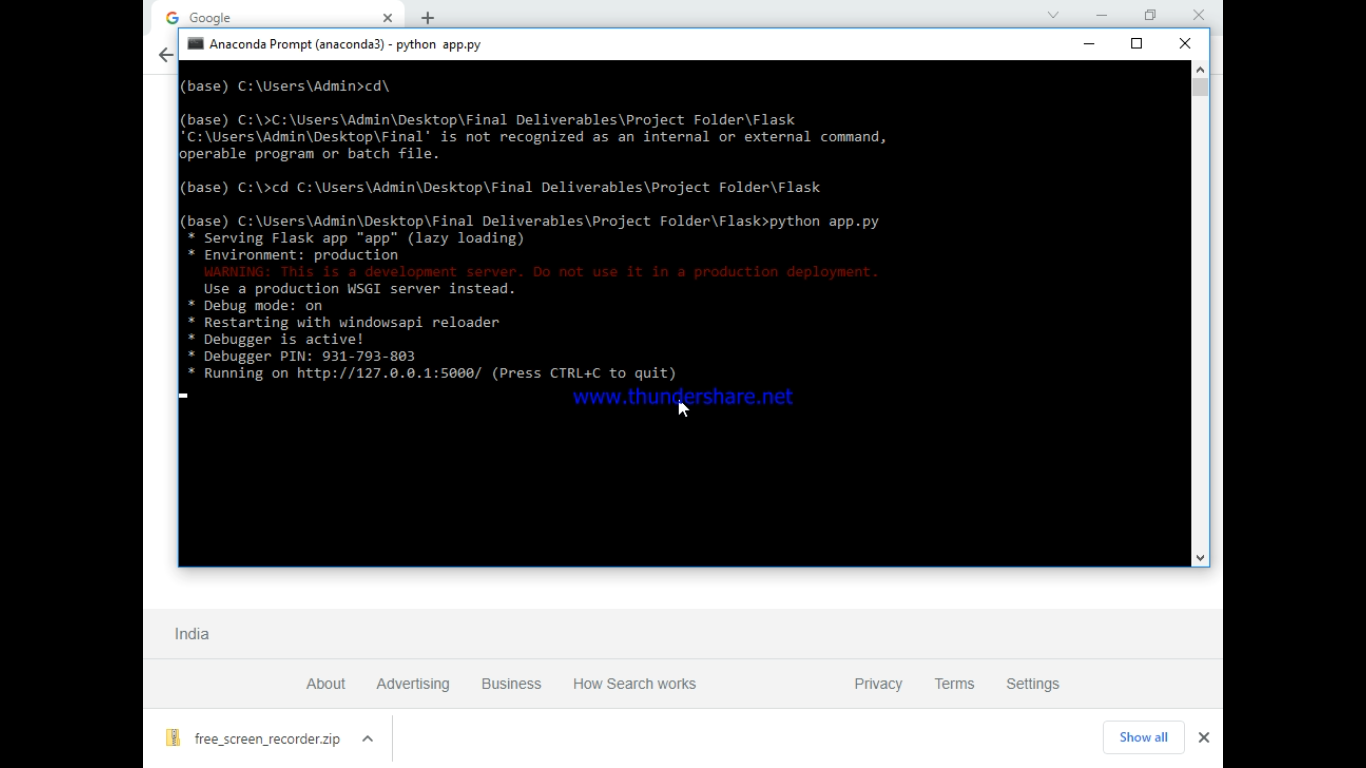 Google
Anaconda Prompt (anaconda3) - python  app.py
(base) C:\Users\Admin>cd\
(base) C:\>C:\Users\Admin\Desktop\Final Deliverables\Project Folder\Flask
'C:\Users\Admin\Desktop\Final' is not recognized as an internal or external command,
operable program or batch file.
(base) C:\>cd C:\Users\Admin\Desktop\Final Deliverables\Project Folder\Flask
(base) C:\Users\Admin\Desktop\Final Deliverables\Project Folder\Flask>python app.py
* Serving Flask app "app" (lazy loading)
* Environment: production
WARNING: This is a development server. Do not use it in a production deployment.
Use a production WSGI server instead.
* Debug mode: on
* Restarting with windowsapi reloader
* Debugger is active!
* Debugger PIN: 931-793-803
* Running on http://127.0.0.1:5000/ (Press CTRL+C to quit)
www.thundershare.net
India
About Advertising Business How Search works Privacy Terms Settings
free_screen_recorder.zip Show all